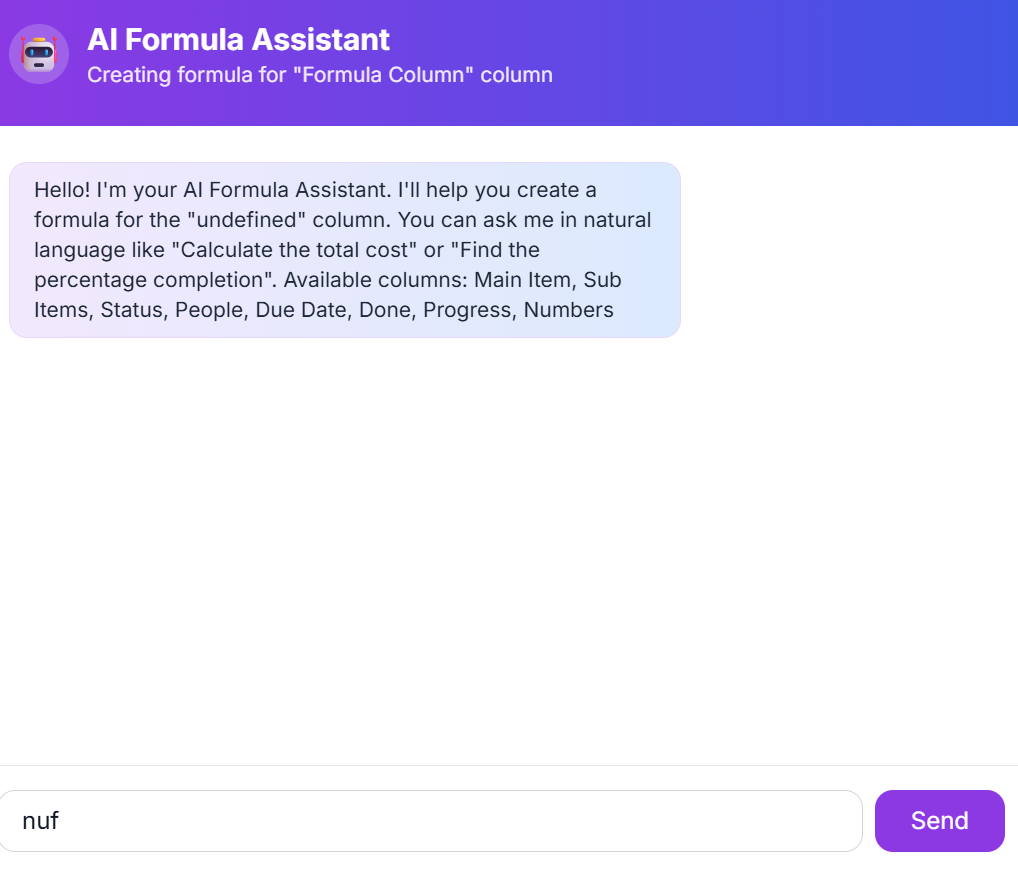 AI Formula Assistant
Creating formula for "Formula Column" column
Hello! I'm your AI Formula Assistant. I'll help you create a
formula for the "undefined" column. You can ask me in natural
language like "Calculate the total cost" or "Find the
percentage completion". Available columns: Main Item, Sub
Items, Status, People, Due Date, Done, Progress, Numbers
nuf
Send